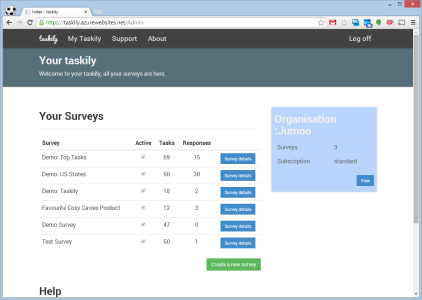 Index - taskily
https://taskily.azurewebsites.net/Admin
taskily My Taskily Support About Log off
Your taskily
Welcome to your taskily, all your surveys are here.
Your Surveys
Survey Active Tasks Responses
Demo: Top Tasks 69 15 Survey details
Demo: US States 50 30 Survey details
Demo: Taskily 18 2 Survey details
Favourite Cosy Cavies Product 12 3 Survey details
Demo Survey 47 0 Survey details
Test Survey 50 1 Survey details
Create a new survey
Organisation
:Jumoo
Surveys 3
Subscription standard
View
Help